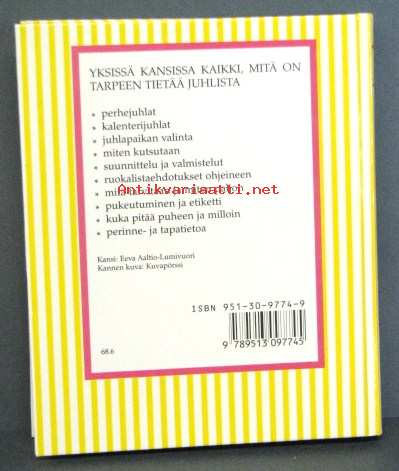 YKSISSÄ KANSISSA KAIKKI, MITÄ ON
TARPEEN TIETÄÄ JUHLISTA
• perhejuhlat
• kalenterijuhlat
• juhlapaikan valinta
• miten kutsutaan
• suunnittelu ja valmistelut
• ruokalistaehdotukset ohjeineen
Antikvariaatti.net
• pukeutuminen ja etiketti
• kuka pitää puheen ja milloin
• perinne- ja tapatietoa
Kansi: Eeva Aalto-Lumivuori
Kannen kuva: Kuvapörssi
ISBN 951-30-9774-9
9 789513 097745
68.6